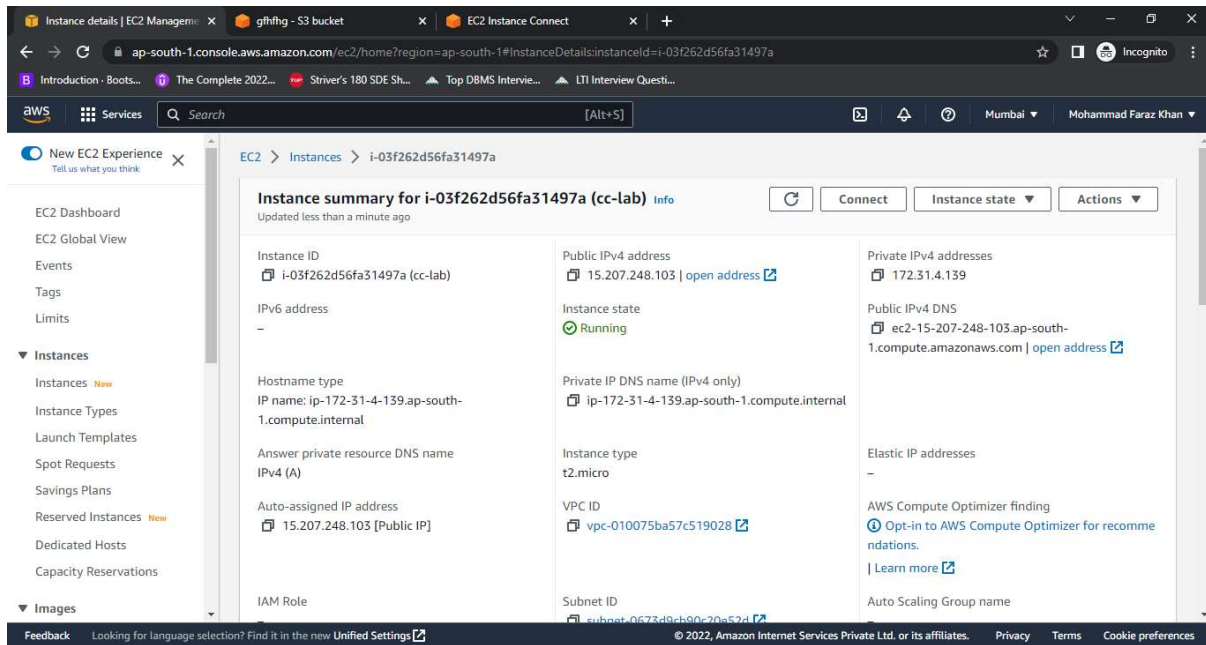 Instance details | EC2 Manageme
gfhfhg - S3 bucket
EC2 Instance Connect
ap-south-1.console.aws.amazon.com/ec2/home?region=ap-south-1#InstanceDetails:instanceId=i-03f262d56fa31497a
Incognito
Introduction · Boots...
The Complete 2022...
Striver's 180 SDE Sh...
Top DBMS Intervie...
LTI Interview Questi...
aws
Services
Search
[Alt+S]
Mumbai
Mohammad Faraz Khan
New EC2 Experience
Tell us what you think
EC2 Dashboard
EC2 Global View
Events
Tags
Limits
Instances
Instances New
Instance Types
Launch Templates
Spot Requests
Savings Plans
Reserved Instances New
Dedicated Hosts
Capacity Reservations
Images
EC2 > Instances > i-03f262d56fa31497a
Instance summary for i-03f262d56fa31497a (cc-lab) Info
Updated less than a minute ago
Connect
Instance state
Actions
Instance ID
i-03f262d56fa31497a (cc-lab)
Public IPv4 address
15.207.248.103 | open address
Private IPv4 addresses
172.31.4.139
IPv6 address
–
Instance state
Running
Public IPv4 DNS
ec2-15-207-248-103.ap-south-
1.compute.amazonaws.com | open address
Hostname type
IP name: ip-172-31-4-139.ap-south-
1.compute.internal
Private IP DNS name (IPv4 only)
ip-172-31-4-139.ap-south-1.compute.internal
Answer private resource DNS name
IPv4 (A)
Instance type
t2.micro
Elastic IP addresses
–
Auto-assigned IP address
15.207.248.103 [Public IP]
VPC ID
vpc-010075ba57c519028
AWS Compute Optimizer finding
Opt-in to AWS Compute Optimizer for recomme
ndations.
| Learn more
IAM Role
–
Subnet ID
subnet-0673d9cb90c20e52d
Auto Scaling Group name
–
Feedback
Looking for language selection? Find it in the new Unified Settings
© 2022, Amazon Internet Services Private Ltd. or its affiliates.
Privacy
Terms
Cookie preferences